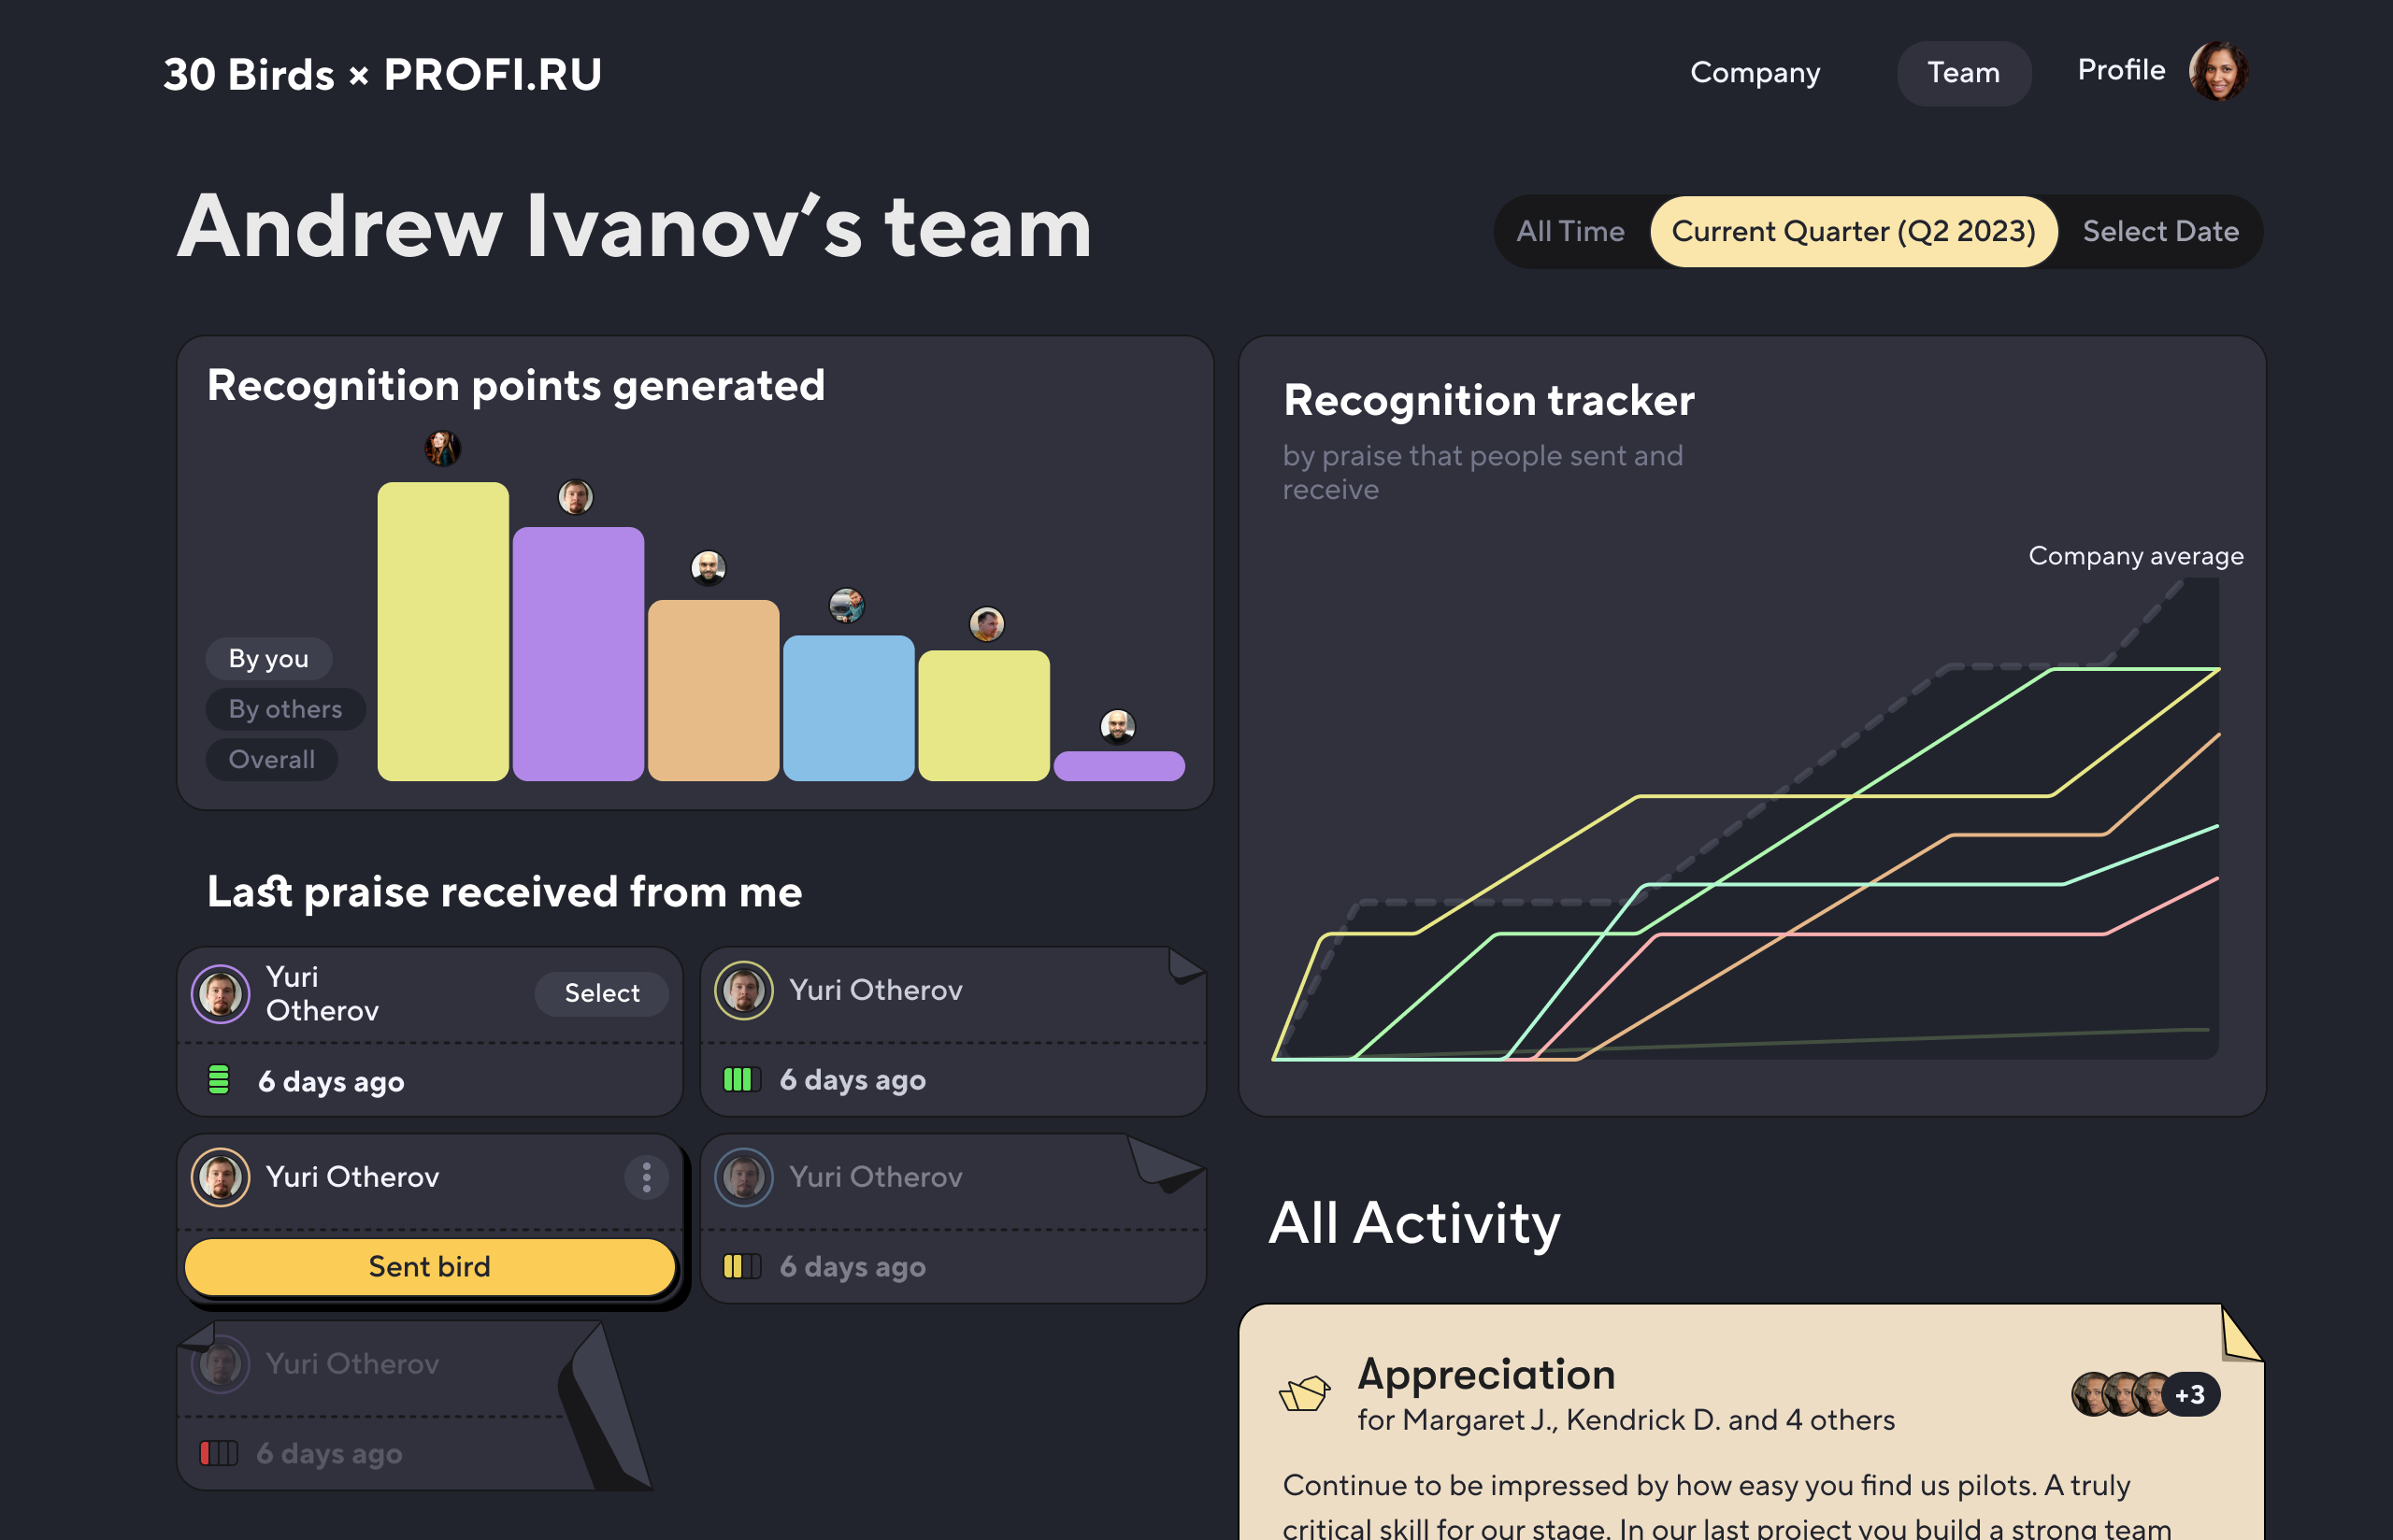 30 Birds × PROFI.RU
Company
Team
Profile
Andrew Ivanov’s team
All Time
Current Quarter (Q2 2023)
Select Date
Recognition points generated
By you
By others
Overall
Recognition tracker
by praise that people sent and
receive
Company average
Last praise received from me
Yuri
Otherov
Select
6 days ago
Yuri Otherov
6 days ago
Yuri Otherov
Sent bird
Yuri Otherov
6 days ago
Yuri Otherov
6 days ago
All Activity
Appreciation
for Margaret J., Kendrick D. and 4 others
+3
Continue to be impressed by how easy you find us pilots. A truly
critical skill for our stage. In our last project you build a strong team